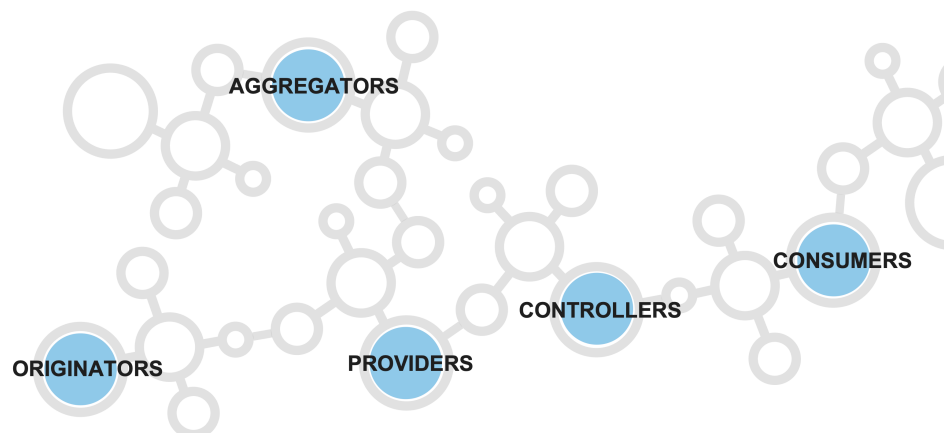 AGGREGATORS
CONSUMERS
CONTROLLERS
PROVIDERS
ORIGINATORS